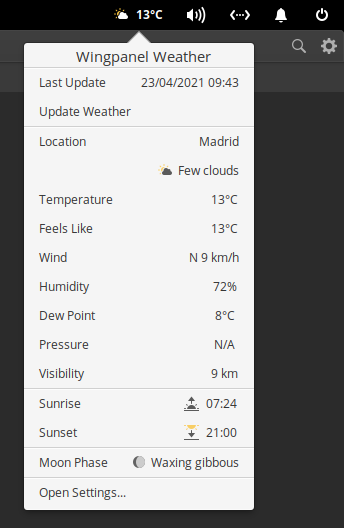 13°C
Wingpanel Weather
Last Update 23/04/2021 09:43
Update Weather
Location Madrid
Few clouds
Temperature 13°C
Feels Like 13°C
Wind N 9 km/h
Humidity 72%
Dew Point 8°C
Pressure N/A
Visibility 9 km
Sunrise 07:24
Sunset 21:00
Moon Phase Waxing gibbous
Open Settings...